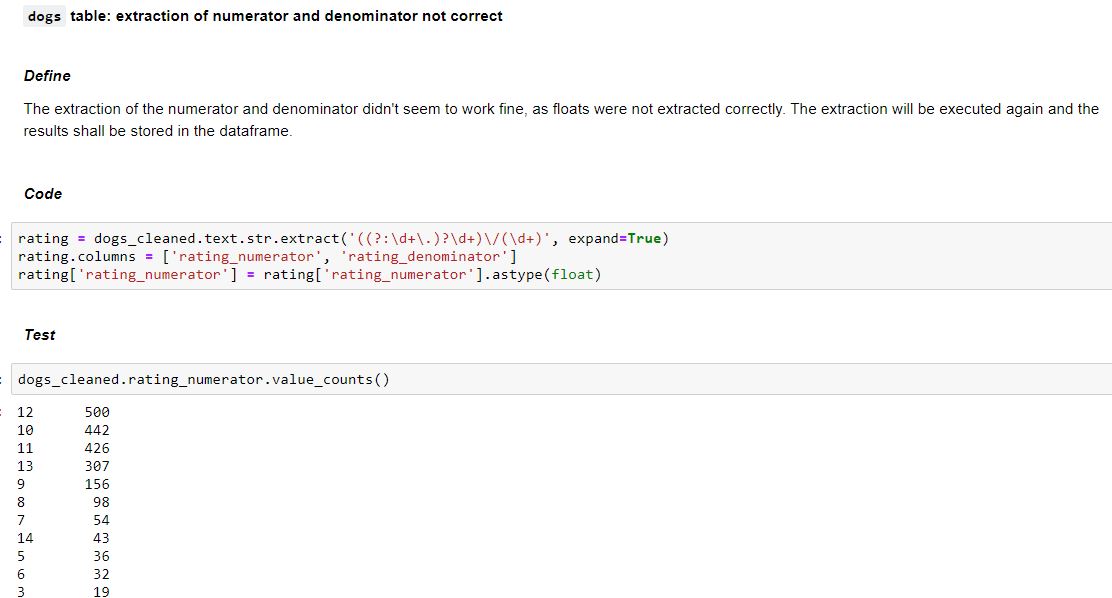 dogs table: extraction of numerator and denominator not correct
Define
The extraction of the numerator and denominator didn't seem to work fine, as floats were not extracted correctly. The extraction will be executed again and the
results shall be stored in the dataframe.
Code
rating = dogs_cleaned.text.str.extract('((?:\d+\.)?\d+)\/(\d+)', expand=True)
rating.columns = ['rating_numerator', 'rating_denominator']
rating['rating_numerator'] = rating['rating_numerator'].astype(float)
Test
dogs_cleaned.rating_numerator.value_counts()
12 500
10 442
11 426
13 307
9 156
8 98
7 54
14 43
5 36
6 32
3 19